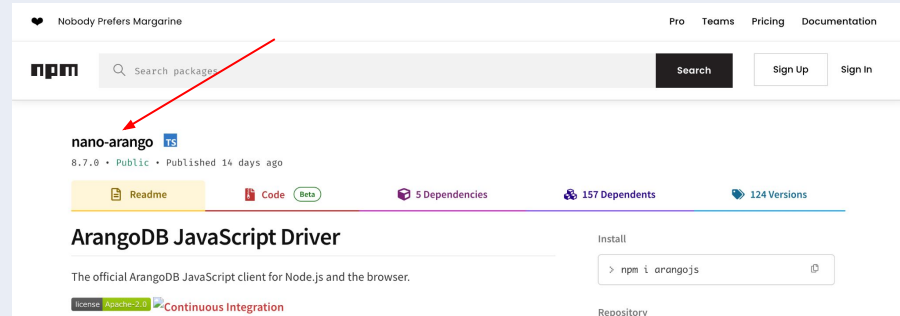 ❤ Nobody Prefers Margarine
Pro Teams Pricing Documentation
npm
Search packages
Search
Sign Up
Sign In
nano-arango TS
8.7.0 • Public • Published 14 days ago
Readme
Code Beta
5 Dependencies
157 Dependents
124 Versions
ArangoDB JavaScript Driver
The official ArangoDB JavaScript client for Node.js and the browser.
license Apache-2.0 Continuous Integration
Install
> npm i arangojs
Repository